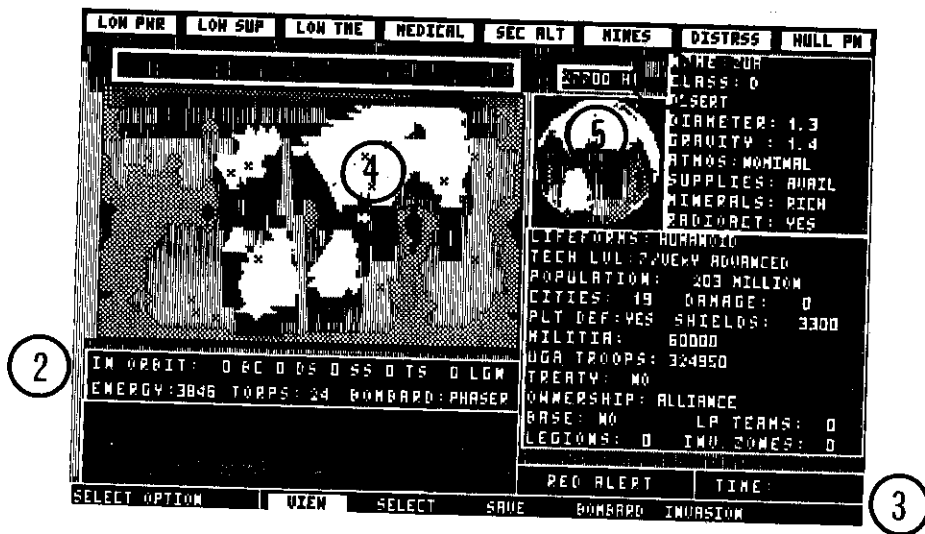 LOW PWR LOW SUP LOW TME MEDICAL SEC ALT MINES DISTRSS HULL PN
CLASS: D
DESERT
DIAMETER: 1.3
GRAVITY : 1.4
ATMOS: NOMINAL
SUPPLIES: AVAIL
MINERALS: RICH
RADIOACT: YES
5
4
LIFEFORMS: HUMANOID
TECH LVL: VERY ADVANCED
POPULATION: 203 MILLION
CITIES: 19 DAMAGE: 0
PLT DEF: YES SHIELDS: 3300
MILITIA: 60000
UGA TROOPS: 324950
TREATY: NO
OWNERSHIP: ALLIANCE
BASE: NO LP TEAMS: 0
LEGIONS: 0 INV. ZONES: 0
2
IN ORBIT: 0 BC 0 DS 0 SS 0 TS 0 LGN
ENERGY:3846 TORPS: 24 BOMBARD: PHASER
RED ALERT TIME:
SELECT OPTION VIEW SELECT SAVE BOMBARD INVASION
3